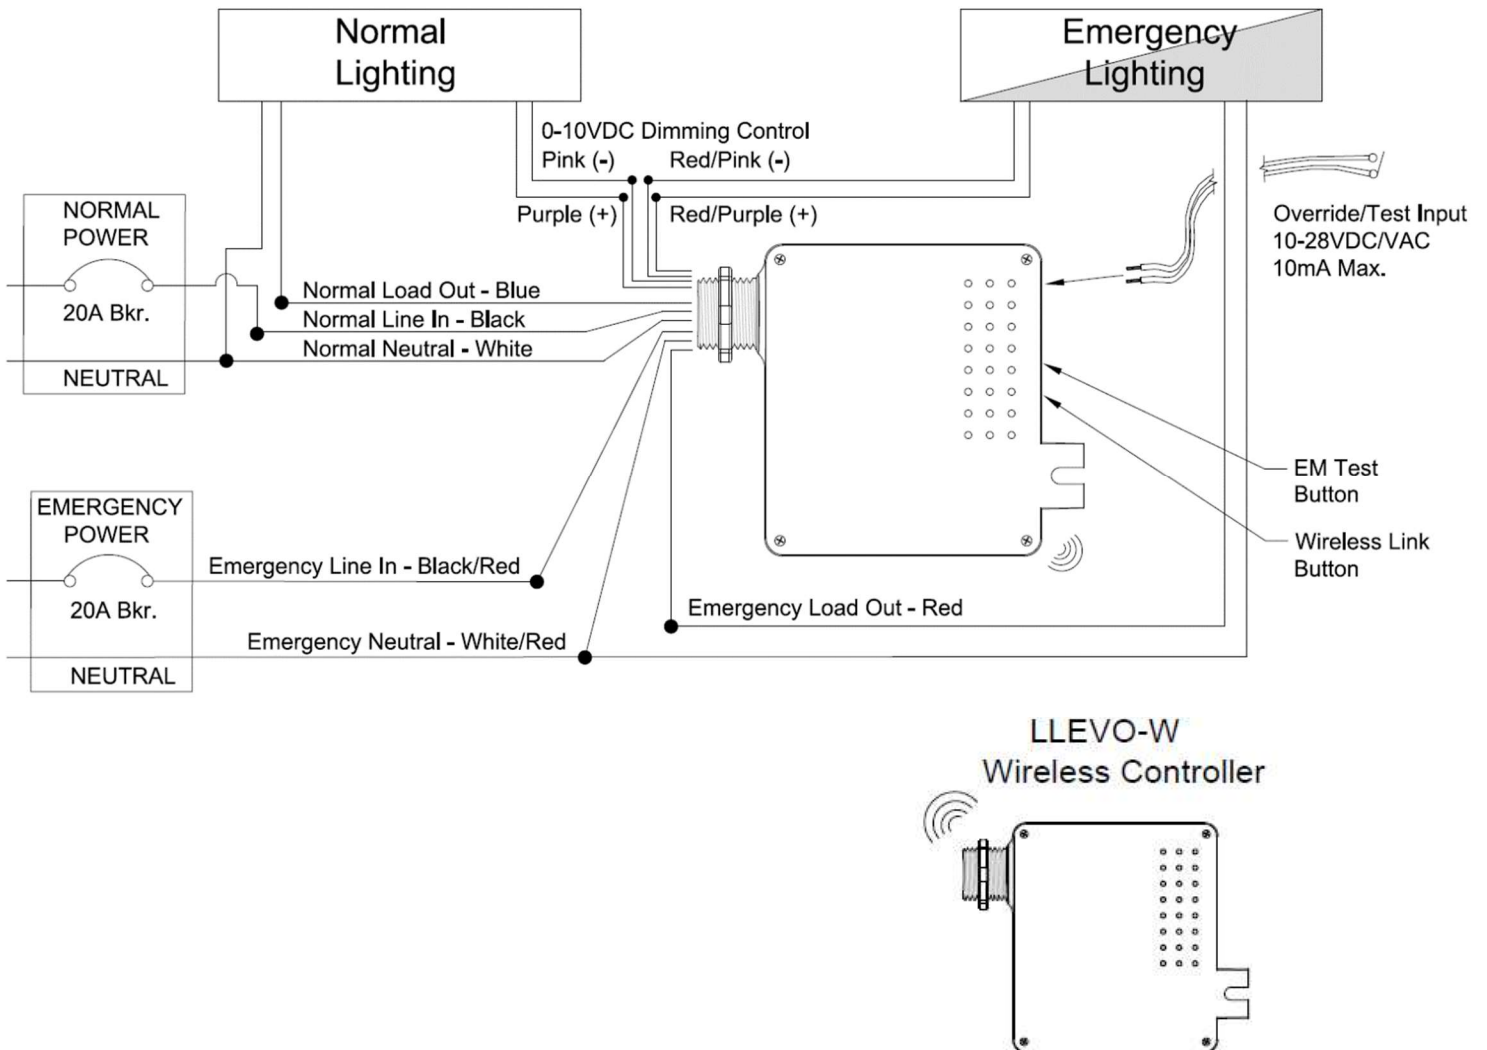 Normal
Lighting
Emergency
Lighting
0-10VDC Dimming Control
Pink (-)
Red/Pink (-)
Purple (+)
Red/Purple (+)
NORMAL
POWER
20A Bkr.
NEUTRAL
Normal Load Out - Blue
Normal Line In - Black
Normal Neutral - White
Override/Test Input
10-28VDC/VAC
10mA Max.
EM Test
Button
Wireless Link
Button
EMERGENCY
POWER
20A Bkr.
NEUTRAL
Emergency Line In - Black/Red
Emergency Neutral - White/Red
Emergency Load Out - Red
LLEVO-W
Wireless Controller